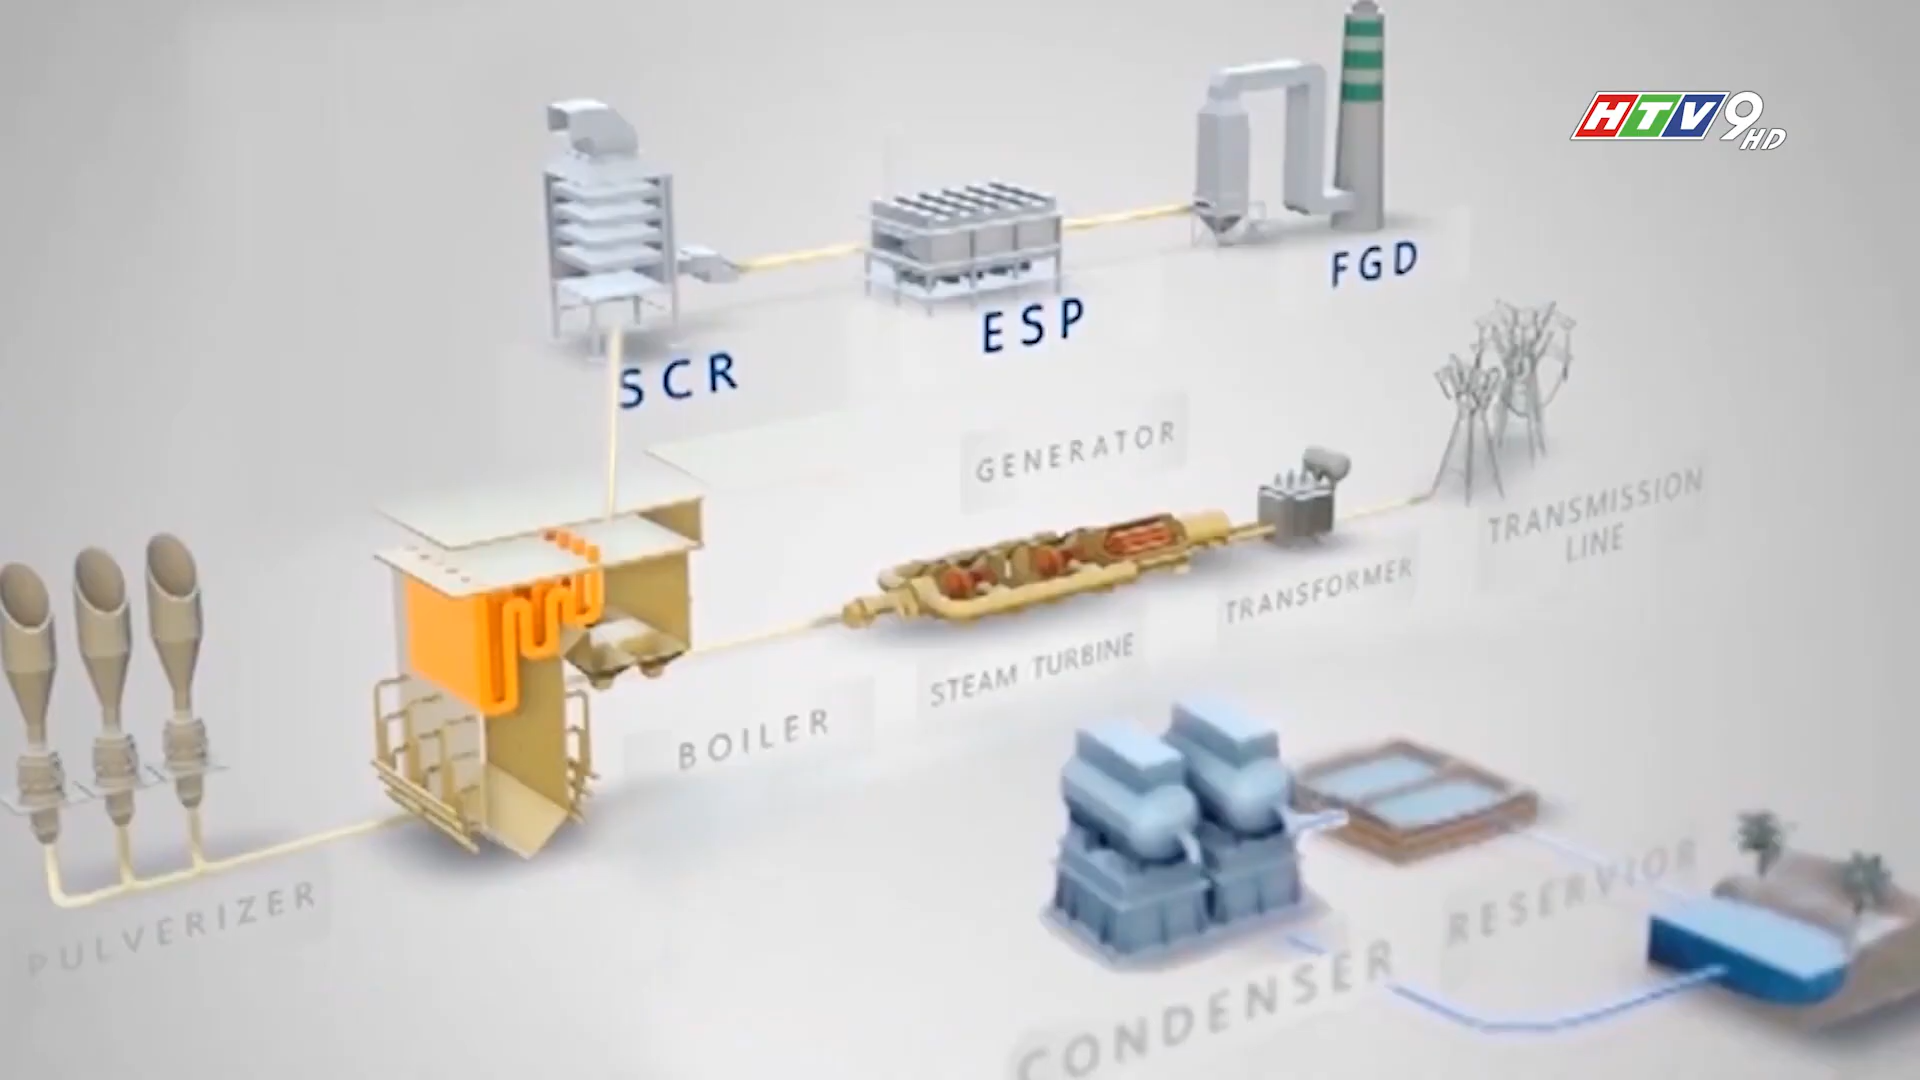 HTV9 HD
FGD
ESP
SCR
GENERATOR
TRANSMISSION
LINE
TRANSFORMER
STEAM TURBINE
BOILER
RESERVIOR
PULVERIZER
CONDENSER